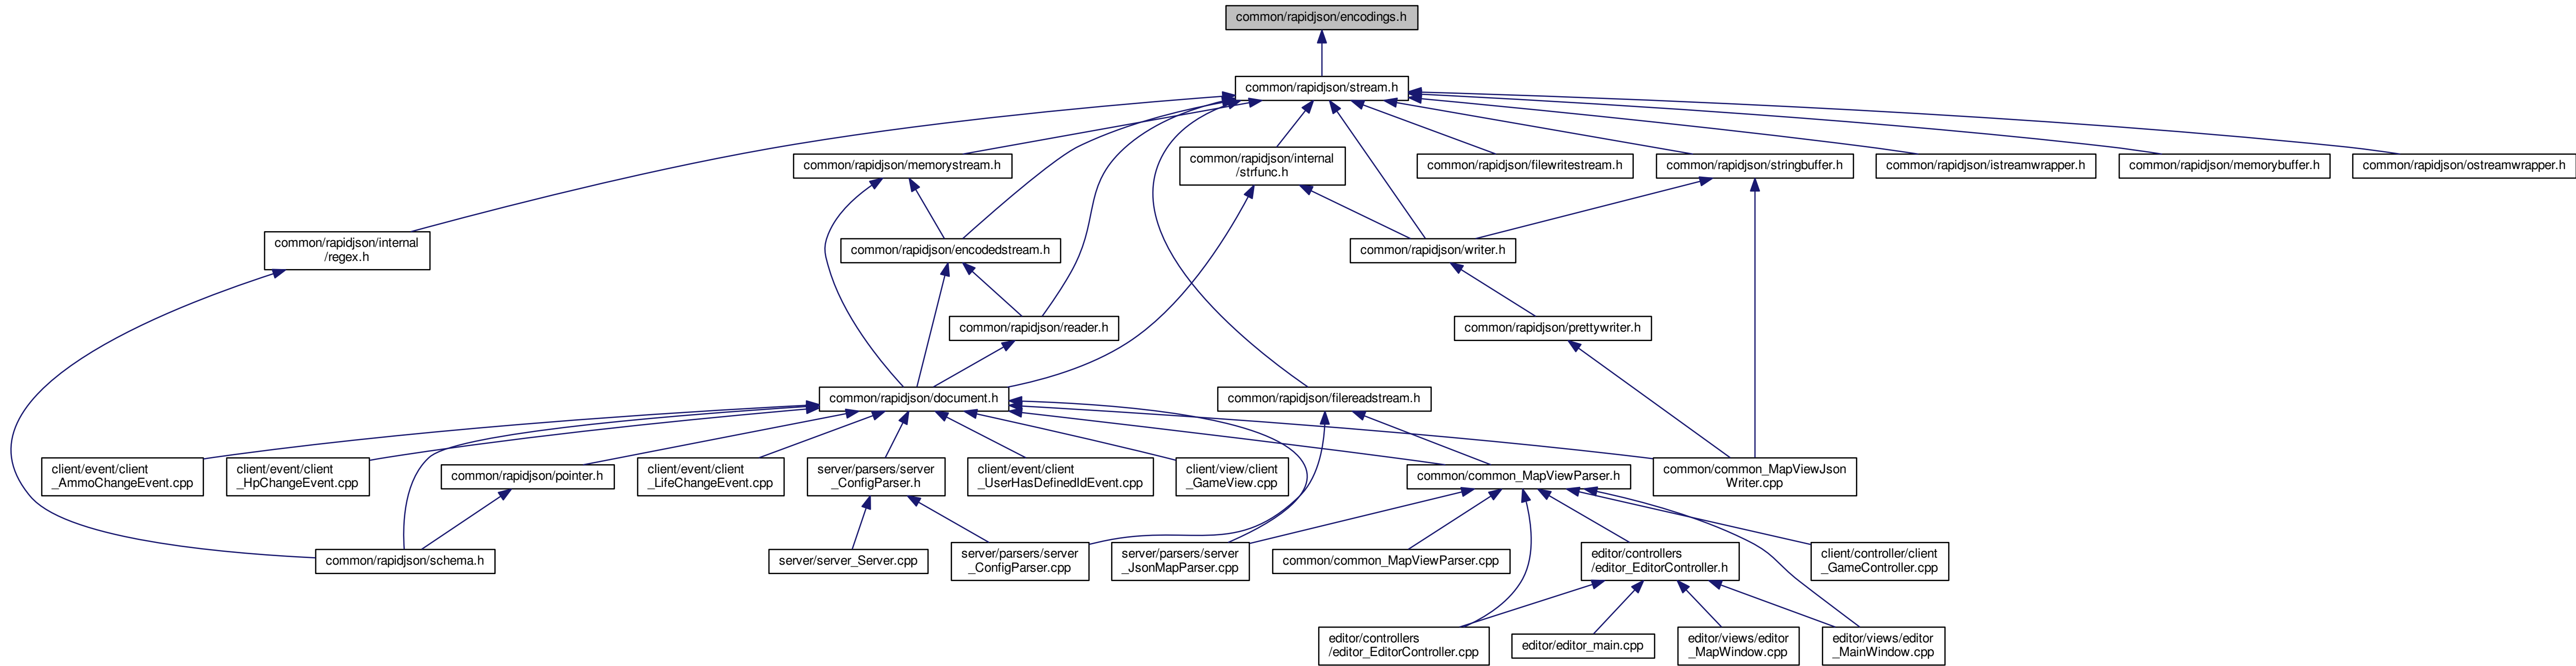 common/rapidjson/encodings.h
common/rapidjson/stream.h
common/rapidjson/memorystream.h
common/rapidjson/internal
/strfunc.h
common/rapidjson/filewritestream.h
common/rapidjson/stringbuffer.h
common/rapidjson/istreamwrapper.h
common/rapidjson/memorybuffer.h
common/rapidjson/ostreamwrapper.h
common/rapidjson/internal
/regex.h
common/rapidjson/encodedstream.h
common/rapidjson/writer.h
common/rapidjson/reader.h
common/rapidjson/prettywriter.h
common/rapidjson/document.h
common/rapidjson/filereadstream.h
client/event/client
_AmmoChangeEvent.cpp
client/event/client
_HpChangeEvent.cpp
common/rapidjson/pointer.h
client/event/client
_LifeChangeEvent.cpp
server/parsers/server
_ConfigParser.h
client/event/client
_UserHasDefinedIdEvent.cpp
client/view/client
_GameView.cpp
common/common_MapViewParser.h
common/common_MapViewJson
Writer.cpp
common/rapidjson/schema.h
server/server_Server.cpp
server/parsers/server
_ConfigParser.cpp
server/parsers/server
_JsonMapParser.cpp
common/common_MapViewParser.cpp
editor/controllers
/editor_EditorController.h
client/controller/client
_GameController.cpp
editor/controllers
/editor_EditorController.cpp
editor/editor_main.cpp
editor/views/editor
_MapWindow.cpp
editor/views/editor
_MainWindow.cpp